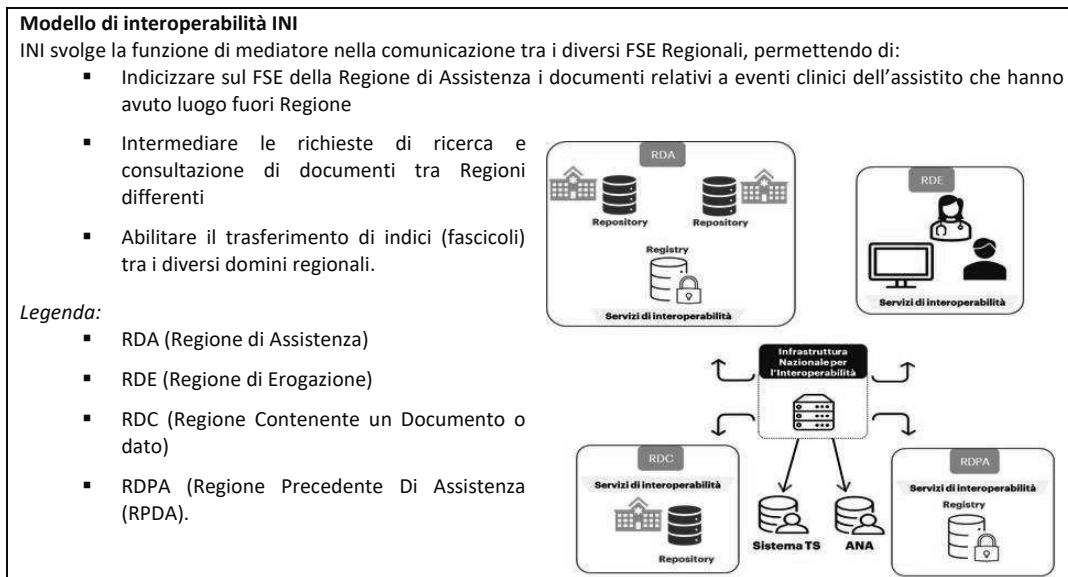 Modello di interoperabilità INI
INI svolge la funzione di mediatore nella comunicazione tra i diversi FSE Regionali, permettendo di:
▪ Indicizzare sul FSE della Regione di Assistenza i documenti relativi a eventi clinici dell'assistito che hanno
avuto luogo fuori Regione
▪ Intermediare le richieste di ricerca e
consultazione di documenti tra Regioni
differenti
▪ Abilitare il trasferimento di indici (fascicoli)
tra i diversi domini regionali.
Legenda:
▪ RDA (Regione di Assistenza)
▪ RDE (Regione di Erogazione)
▪ RDC (Regione Contenente un Documento o
dato)
▪ RDPA (Regione Precedente Di Assistenza
(RPDA).
RDA
Repository
Repository
Registry
Servizi di interoperabilità
RDE
Servizi di interoperabilità
Infrastruttura
Nazionale per
l'Interoperabilità
RDC
Servizi di interoperabilità
Repository
Sistema TS
ANA
RDPA
Servizi di interoperabilità
Registry